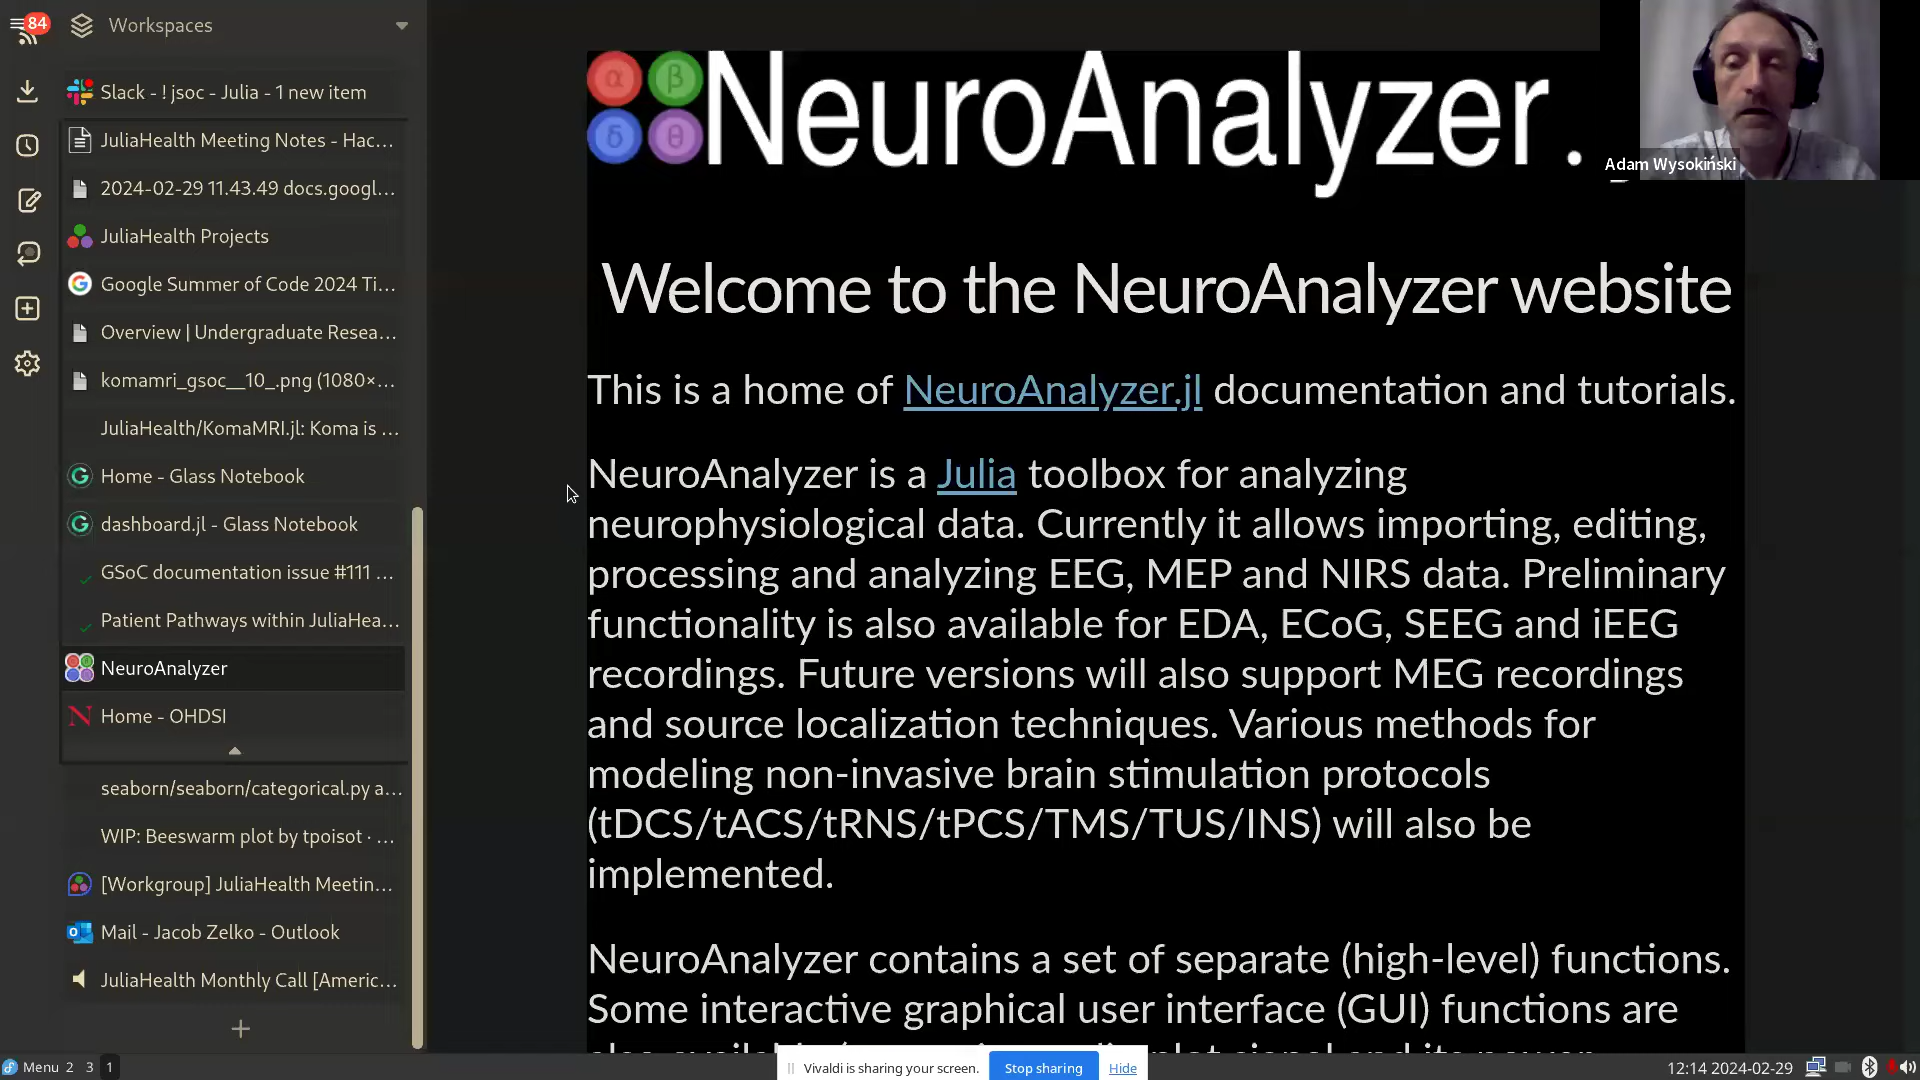 84
Workspaces
Slack - ! jsoc - Julia - 1 new item
JuliaHealth Meeting Notes - Hac...
2024-02-29 11.43.49 docs.googl...
JuliaHealth Projects
Google Summer of Code 2024 Ti...
Overview | Undergraduate Resea...
komamri_gsoc__10_.png (1080×...
JuliaHealth/KomaMRI.jl: Koma is ...
Home - Glass Notebook
dashboard.jl - Glass Notebook
GSoC documentation issue #111 ...
Patient Pathways within JuliaHea...
NeuroAnalyzer
Home - OHDSI
seaborn/seaborn/categorical.py a...
WIP: Beeswarm plot by tpoisot · ...
[Workgroup] JuliaHealth Meetin...
Mail - Jacob Zelko - Outlook
JuliaHealth Monthly Call [Americ...
α β
δ θ
NeuroAnalyzer.
Adam Wysokiński
Welcome to the NeuroAnalyzer website
This is a home of NeuroAnalyzer.jl documentation and tutorials.
NeuroAnalyzer is a Julia toolbox for analyzing
neurophysiological data. Currently it allows importing, editing,
processing and analyzing EEG, MEP and NIRS data. Preliminary
functionality is also available for EDA, ECoG, SEEG and iEEG
recordings. Future versions will also support MEG recordings
and source localization techniques. Various methods for
modeling non-invasive brain stimulation protocols
(tDCS/tACS/tRNS/tPCS/TMS/TUS/INS) will also be
implemented.
NeuroAnalyzer contains a set of separate (high-level) functions.
Some interactive graphical user interface (GUI) functions are
Vivaldi is sharing your screen.
Stop sharing
Hide
Menu 2 3 1
12:14 2024-02-29